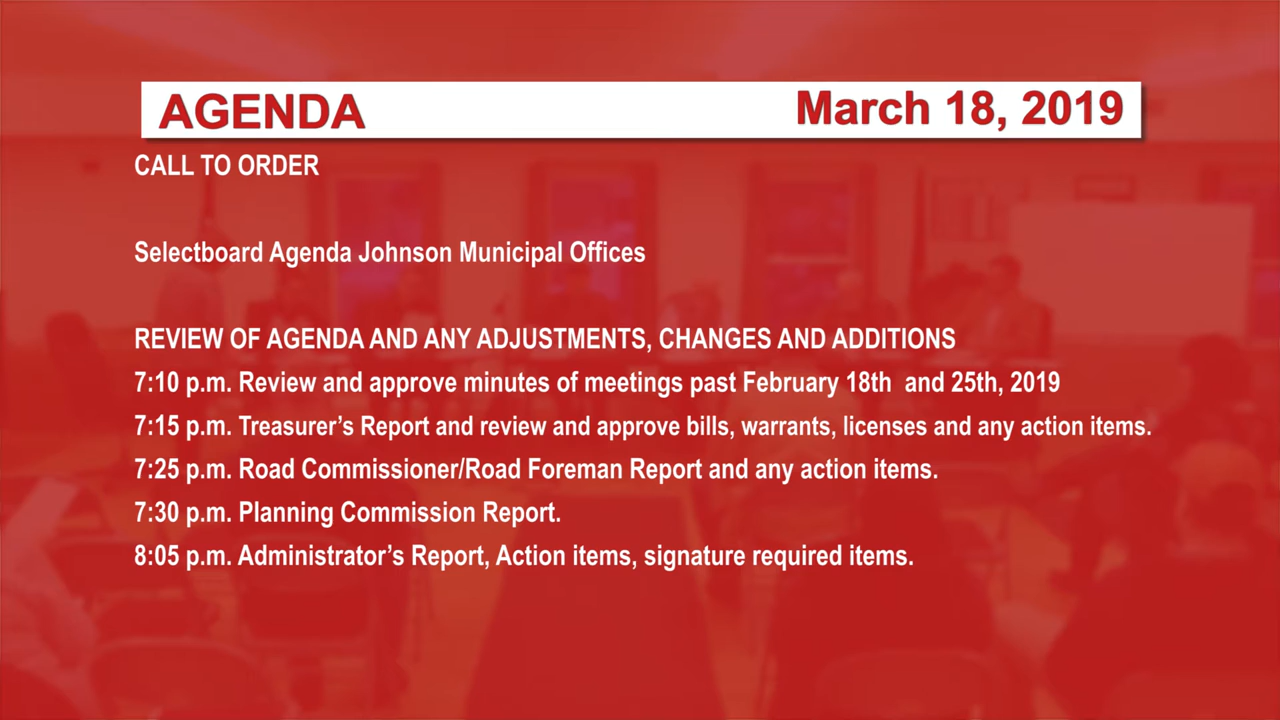 AGENDA March 18, 2019
CALL TO ORDER
Selectboard Agenda Johnson Municipal Offices
REVIEW OF AGENDA AND ANY ADJUSTMENTS, CHANGES AND ADDITIONS
7:10 p.m. Review and approve minutes of meetings past February 18th  and 25th, 2019
7:15 p.m. Treasurer’s Report and review and approve bills, warrants, licenses and any action items.
7:25 p.m. Road Commissioner/Road Foreman Report and any action items.
7:30 p.m. Planning Commission Report.
8:05 p.m. Administrator’s Report, Action items, signature required items.